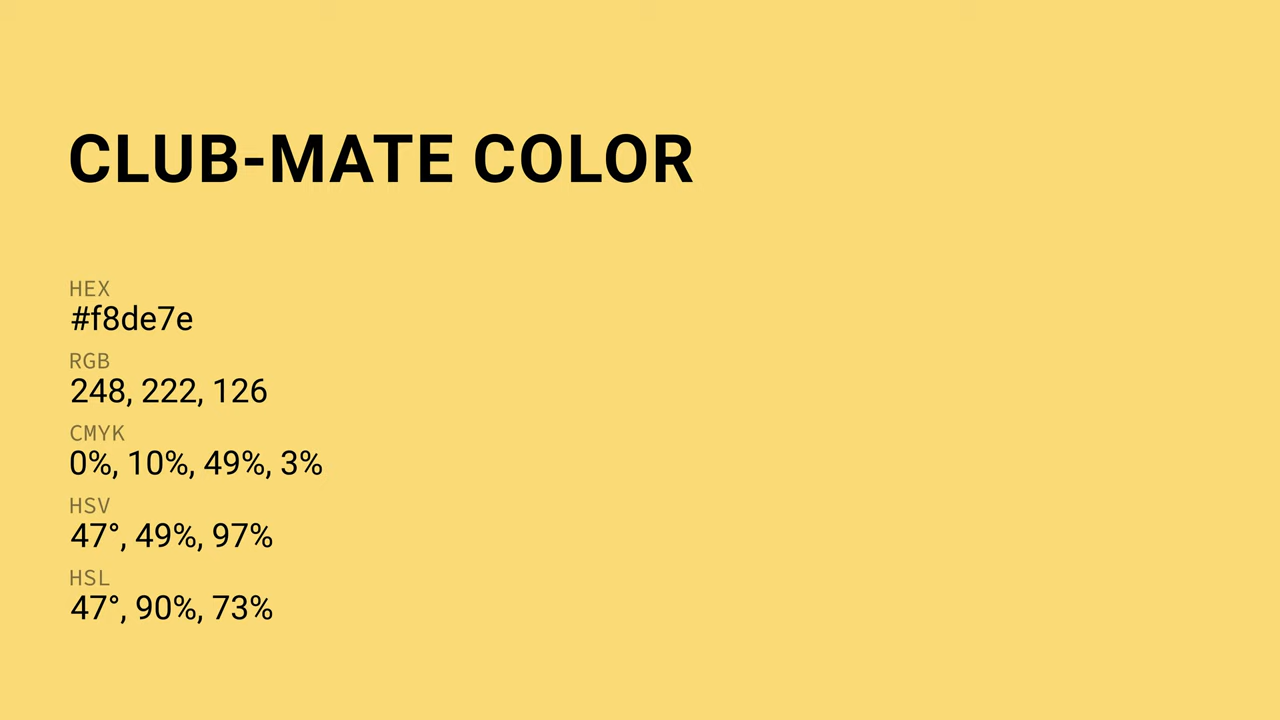 CLUB-MATE COLOR
HEX
#f8de7e
RGB
248, 222, 126
CMYK
0%, 10%, 49%, 3%
HSV
47°, 49%, 97%
HSL
47°, 90%, 73%